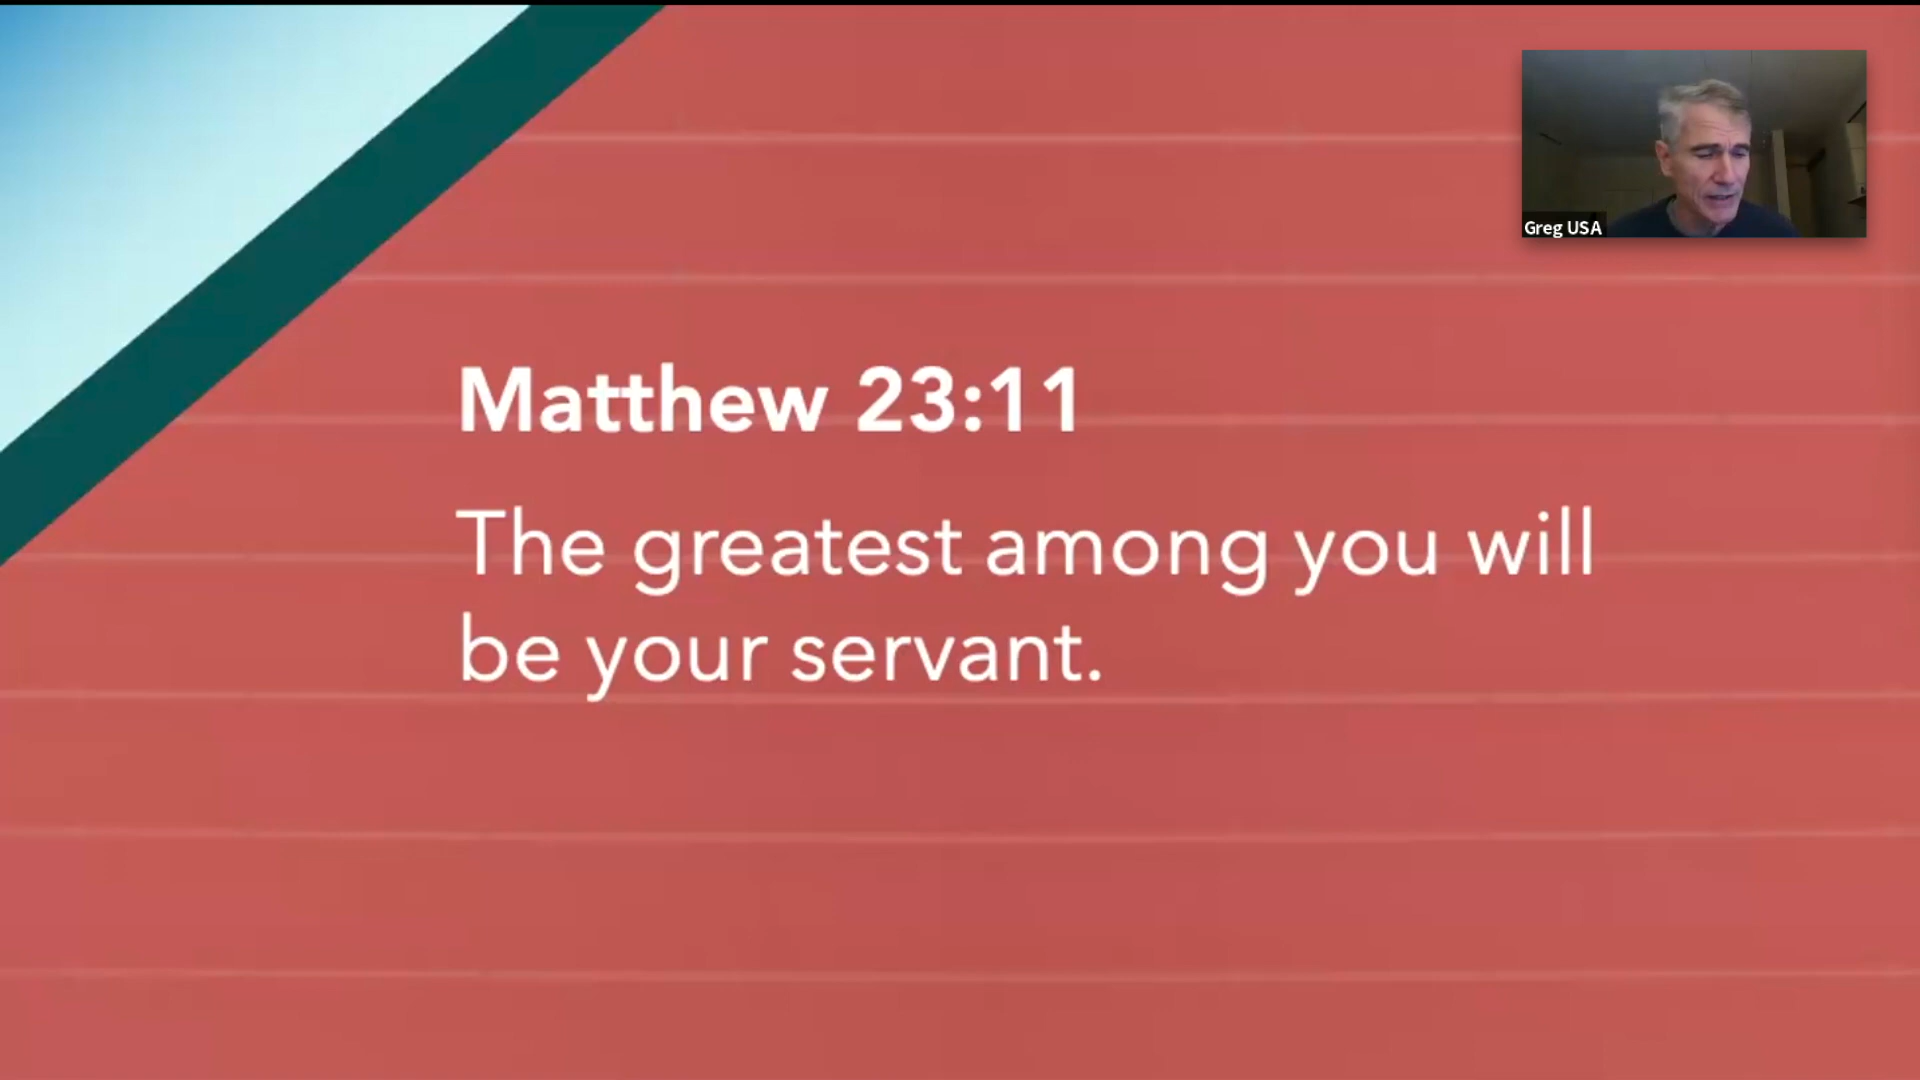 Greg USA
Matthew 23:11
The greatest among you will
be your servant.